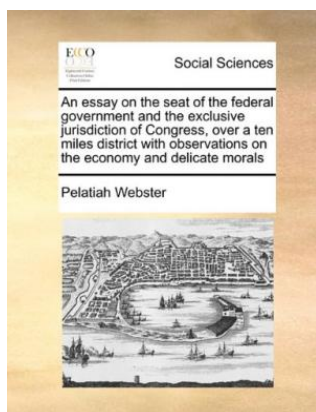 ECCO
Social Sciences
An essay on the seat of the federal
government and the exclusive
jurisdiction of Congress, over a ten
miles district with observations on
the economy and delicate morals
Pelatiah Webster